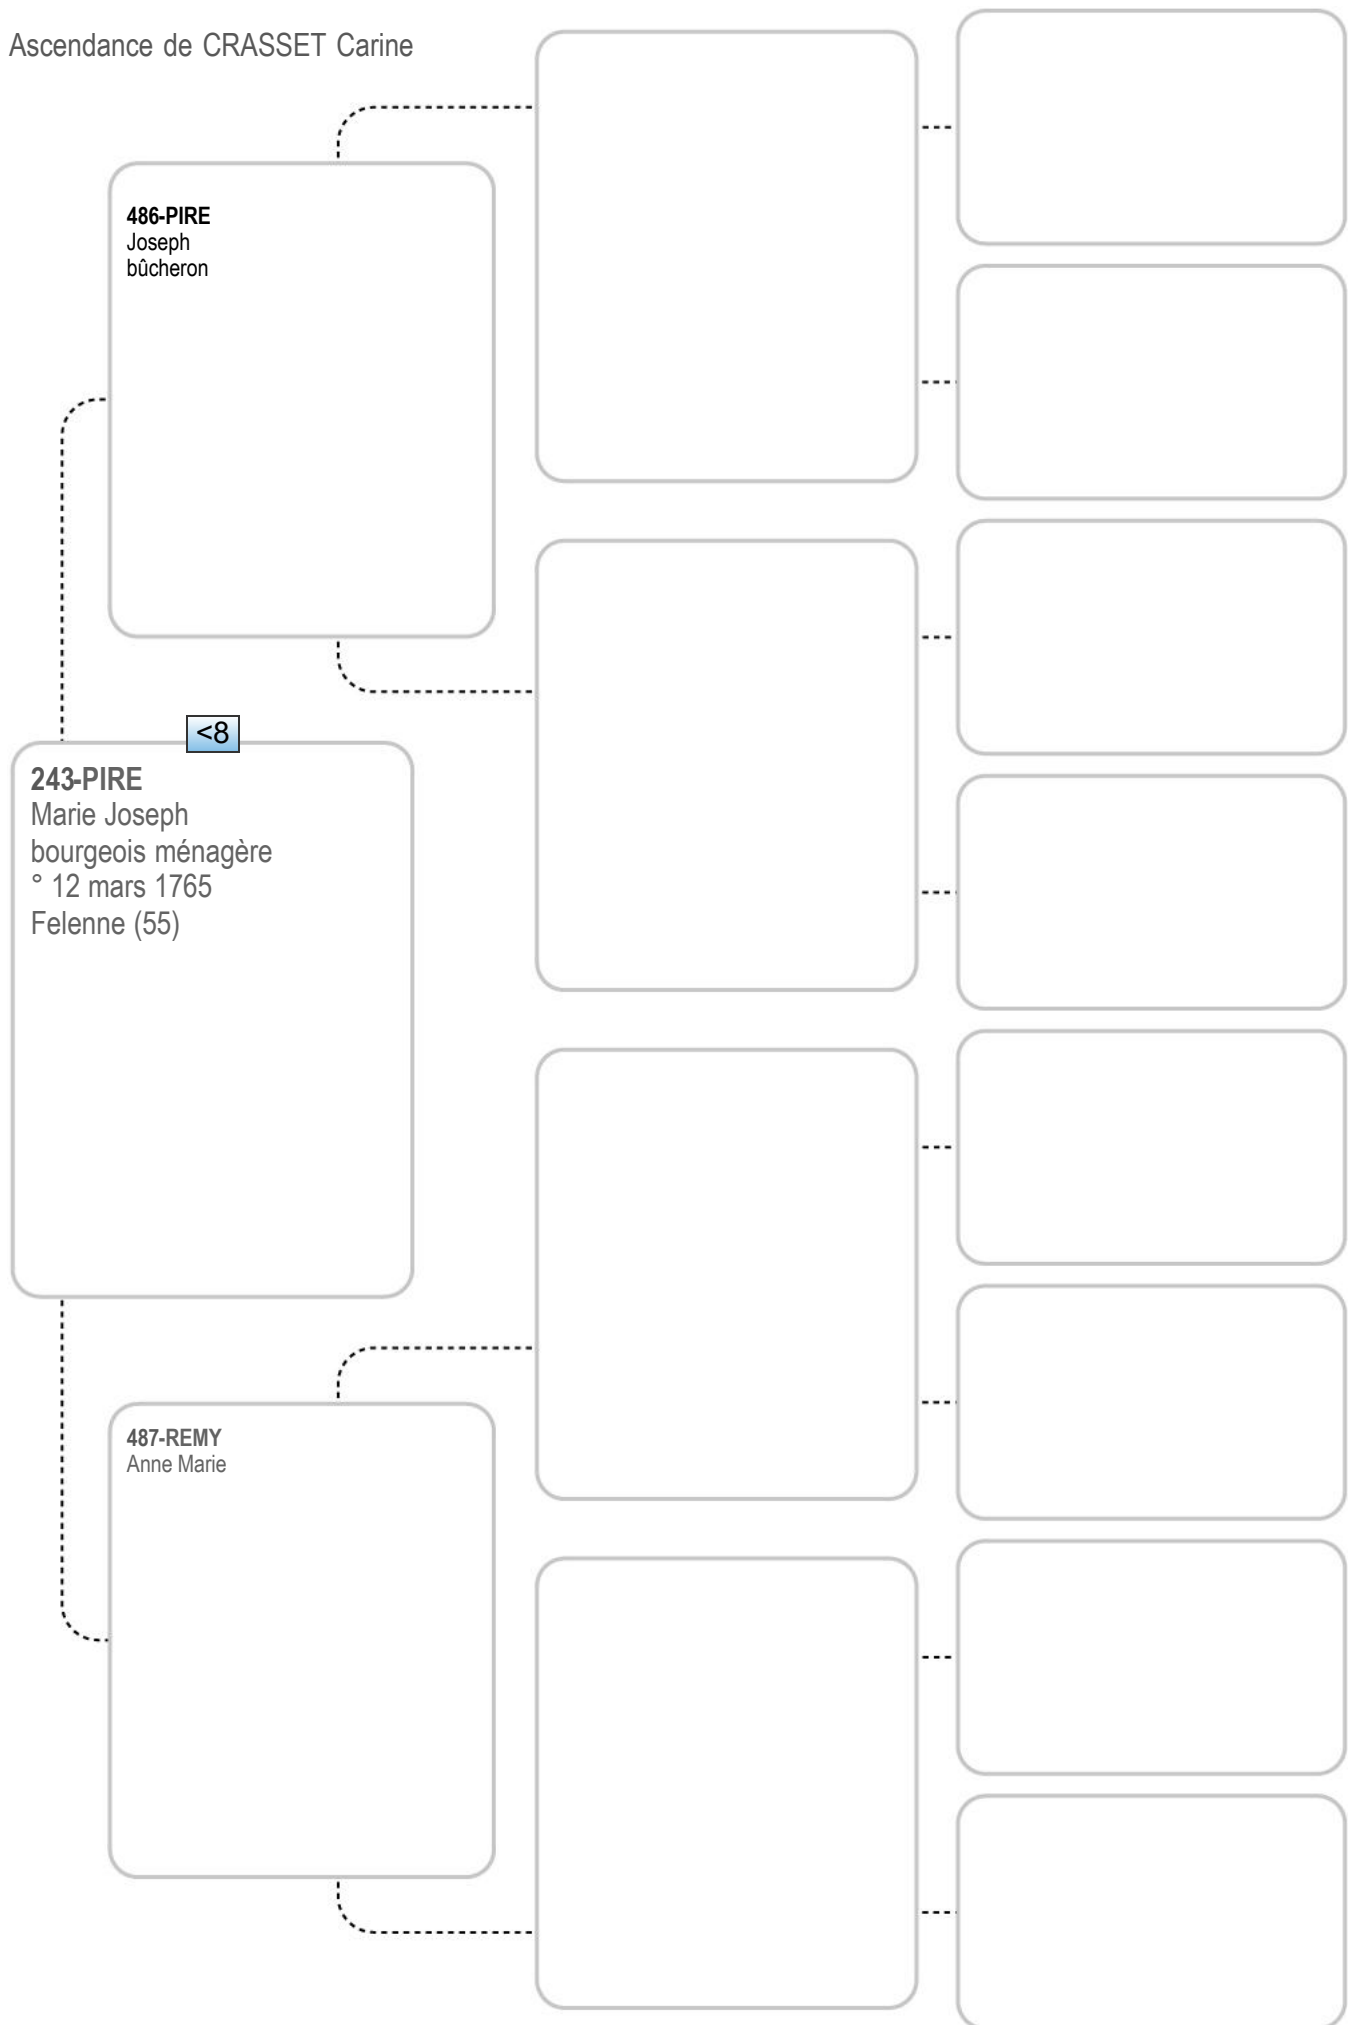 Ascendance de CRASSET Carine
486-PIRE
Joseph
bûcheron
<8
243-PIRE
Marie Joseph
bourgeois ménagère
° 12 mars 1765
Felenne (55)
487-REMY
Anne Marie